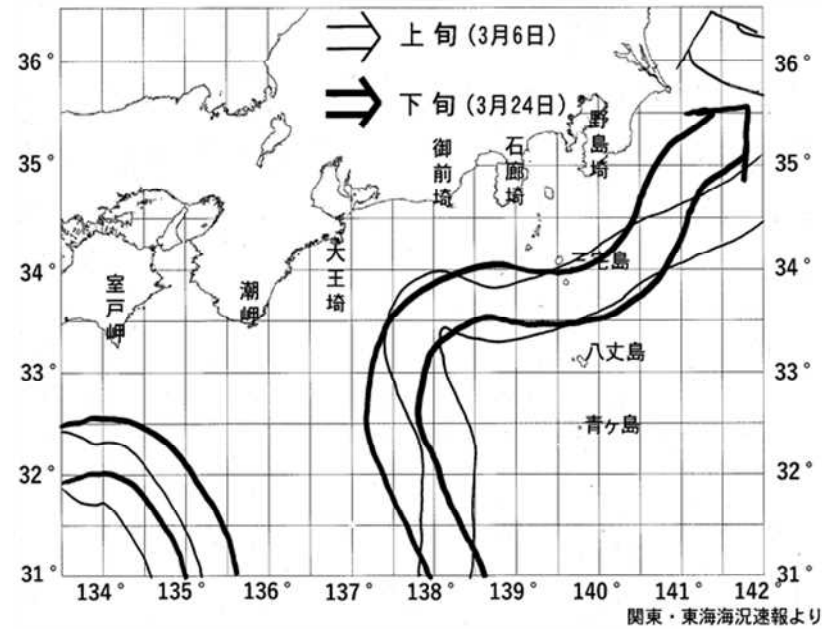 36°
上旬(3月6日)
36°
下旬(3月24日)
野島埼
石廊埼
御前埼
35°
35°
大王埼
三宅島
34°
34°
室戸岬
潮岬
八丈島
33°
33°
青ヶ島
32°
32°
31°
31°
134° 135° 136° 137° 138° 139° 140° 141° 142°
関東・東海海況速報より